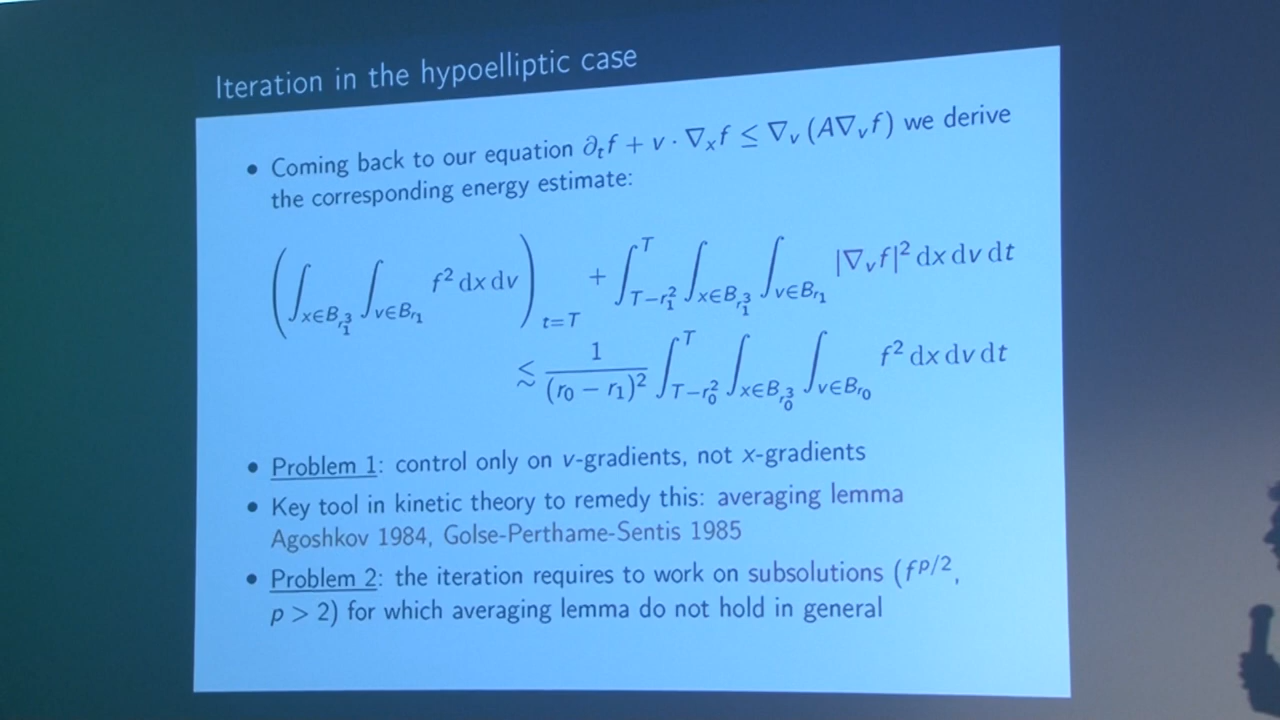 Iteration in the hypoelliptic case
• Coming back to our equation ∂_t f + v · ∇_x f ≤ ∇_v (A∇_v f) we derive
the corresponding energy estimate:
(∫_{x∈B_{r_1^3}} ∫_{v∈B_{r_1}} f² dx dv)_{t=T} + ∫_{T−r_1^2}^{T} ∫_{x∈B_{r_1^3}} ∫_{v∈B_{r_1}} |∇_v f|² dx dv dt
≲ 1/(r_0 − r_1)² ∫_{T−r_0^2}^{T} ∫_{x∈B_{r_0^3}} ∫_{v∈B_{r_0}} f² dx dv dt
• Problem 1: control only on v-gradients, not x-gradients
• Key tool in kinetic theory to remedy this: averaging lemma
Agoshkov 1984, Golse-Perthame-Sentis 1985
• Problem 2: the iteration requires to work on subsolutions (f^{p/2},
p > 2) for which averaging lemma do not hold in general